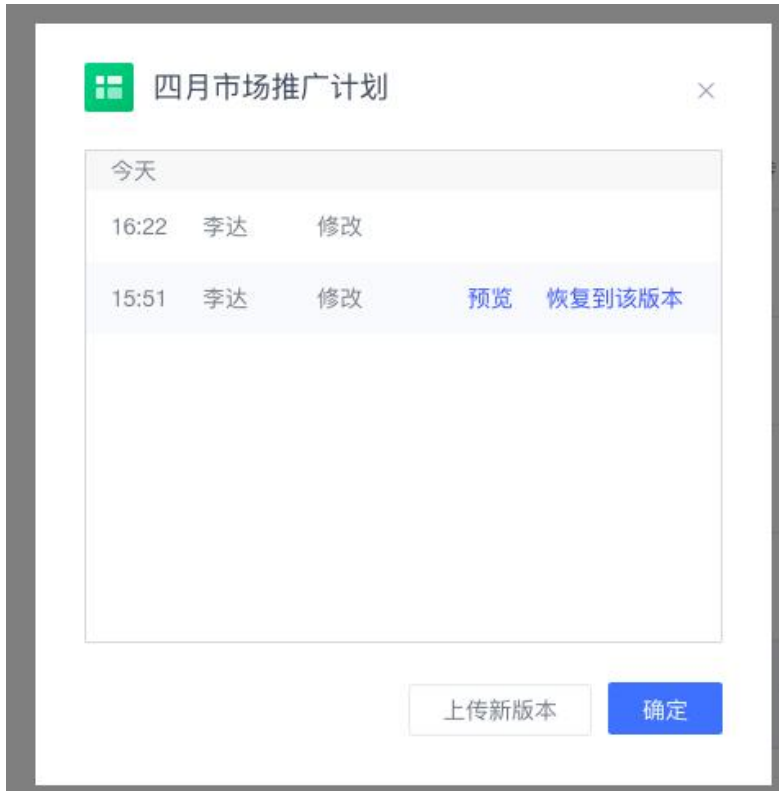 四月市场推广计划
今天
16:22 李达 修改
15:51 李达 修改 预览 恢复到该版本
上传新版本 确定